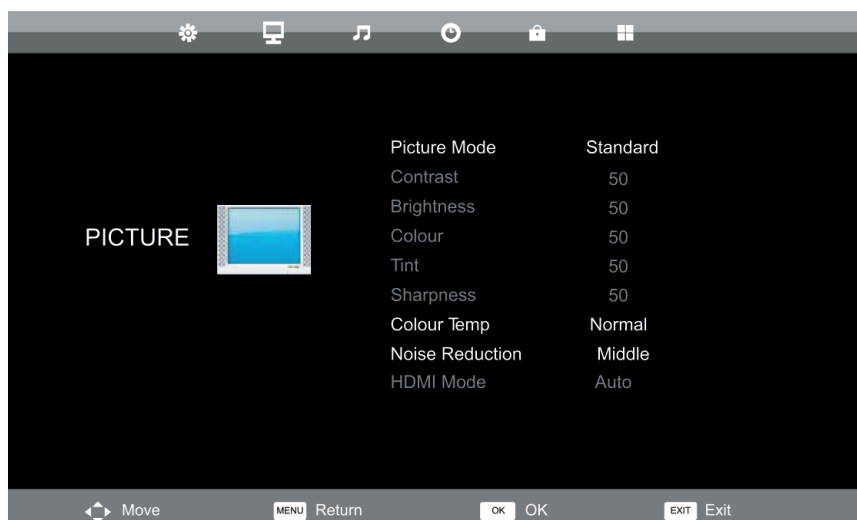 PICTURE
Picture Mode Standard
Contrast 50
Brightness 50
Colour 50
Tint 50
Sharpness 50
Colour Temp Normal
Noise Reduction Middle
HDMI Mode Auto
Move MENU Return OK OK EXIT Exit